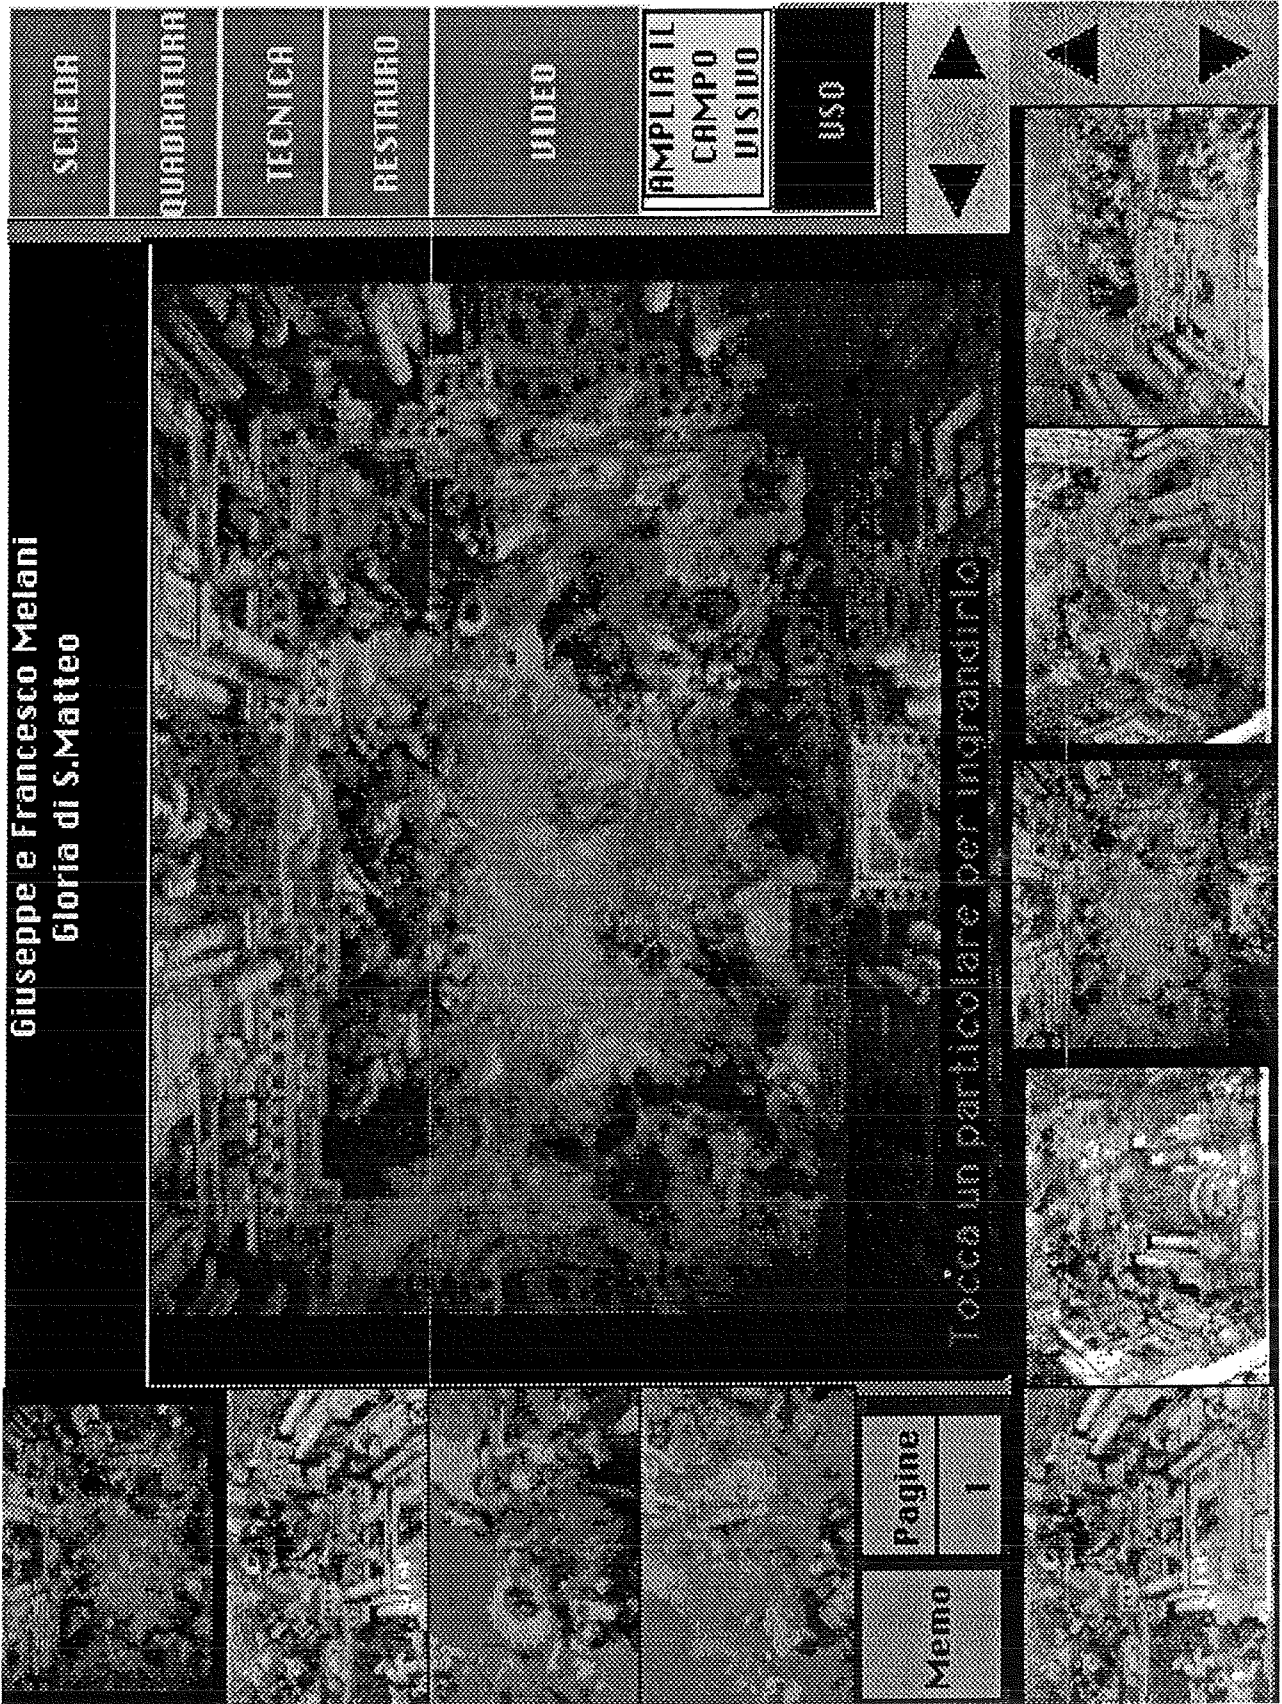 Giuseppe e Francesco Melani
Gloria di S.Matteo
SCHEDA
QUADRATURA
TECNICA
RESTAURO
VIDEO
AMPLIA IL
CAMPO
VISIVO
USO
Tocca un particolare per ingrandirlo
Pagine
1
Memo